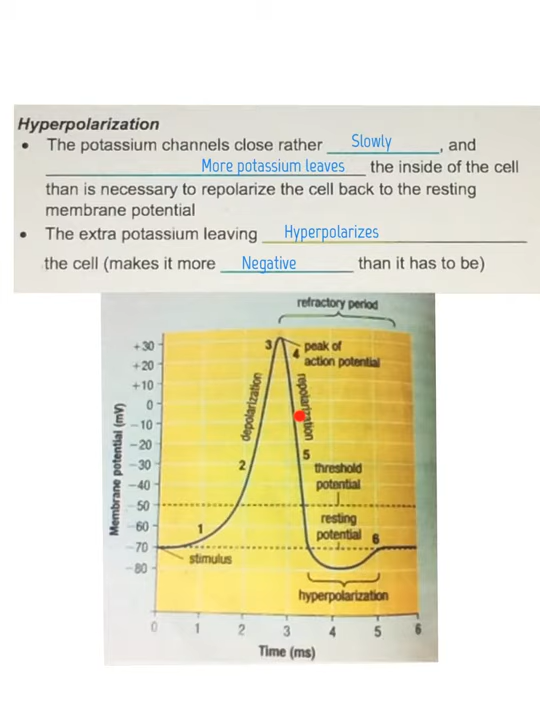 Hyperpolarization
• The potassium channels close rather Slowly, and
More potassium leaves the inside of the cell
than is necessary to repolarize the cell back to the resting
membrane potential
• The extra potassium leaving Hyperpolarizes
the cell (makes it more Negative than it has to be)
refractory period
+30
+20
+10
0
-10
-20
-30
-40
-50
-60
-70
-80
Membrane potential (mV)
3
4
peak of
action potential
depolarization
repolarization
2
5
threshold
potential
1
resting
potential
6
stimulus
hyperpolarization
0 1 2 3 4 5 6
Time (ms)